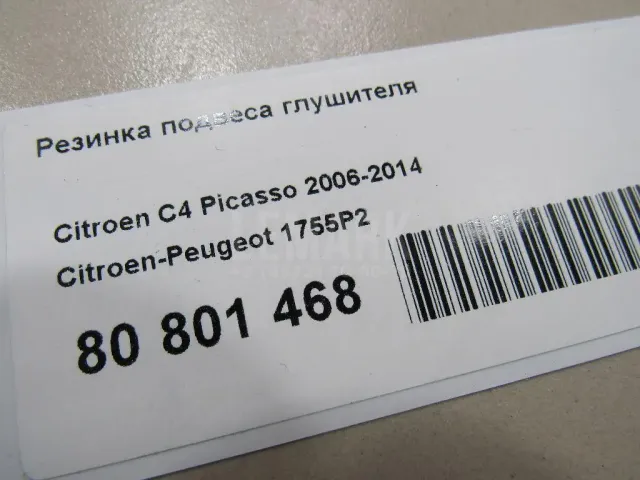 Резинка подвеса глушителя
Citroen C4 Picasso 2006-2014
Citroen-Peugeot 1755P2
80 801 468